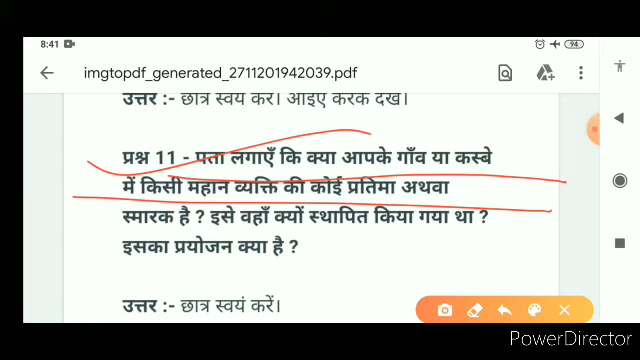 8:41
94
imgtopdf_generated_2711201942039.pdf
उत्तर :- छात्र स्वयं करें। आइए करके देखें।
प्रश्न 11 - पता लगाएँ कि क्या आपके गाँव या कस्बे
में किसी महान व्यक्ति की कोई प्रतिमा अथवा
स्मारक है ? इसे वहाँ क्यों स्थापित किया गया था ?
इसका प्रयोजन क्या है ?
उत्तर :- छात्र स्वयं करें।
PowerDirector